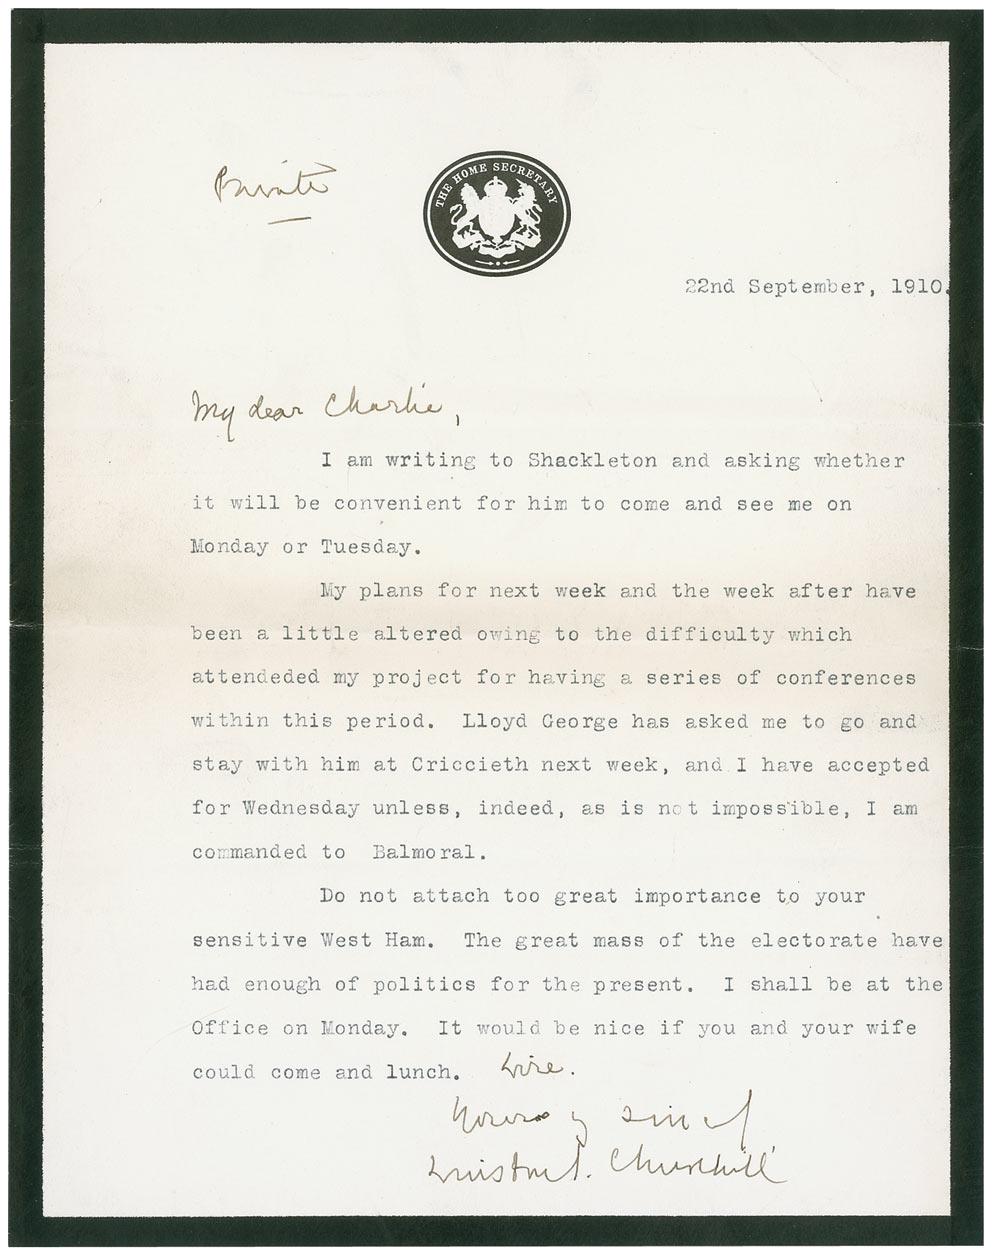 Private
THE HOME SECRETARY
22nd September, 1910.
My dear Charlie,
I am writing to Shackleton and asking whether
it will be convenient for him to come and see me on
Monday or Tuesday.
My plans for next week and the week after have
been a little altered owing to the difficulty which
attendeded my project for having a series of conferences
within this period. Lloyd George has asked me to go and
stay with him at Criccieth next week, and I have accepted
for Wednesday unless, indeed, as is not impossible, I am
commanded to Balmoral.
Do not attach too great importance to your
sensitive West Ham. The great mass of the electorate have
had enough of politics for the present. I shall be at the
Office on Monday. It would be nice if you and your wife
could come and lunch. Wire.
Yours sincely
Winston S. Churchill